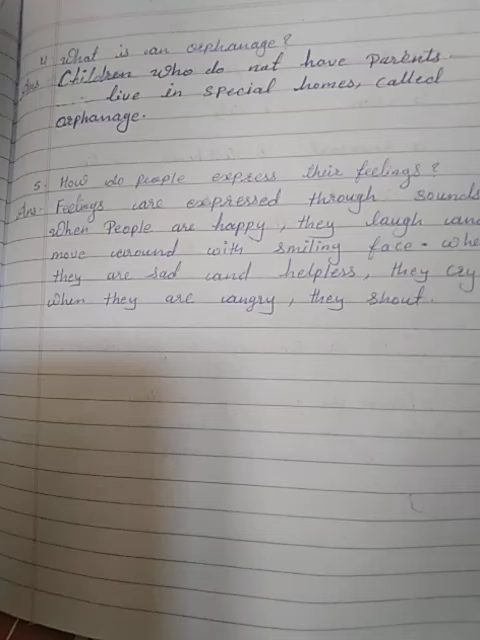 4) What is an orphanage?
Ans Children who do not have Parents.
live in special homes, called
orphanage.
5. How do people express their feelings?
Ans. Feelings are expressed through sounds
When People are happy, they laugh and
move around with smiling face. whe
they are sad and helpless, they cry
when they are angry, they shout.